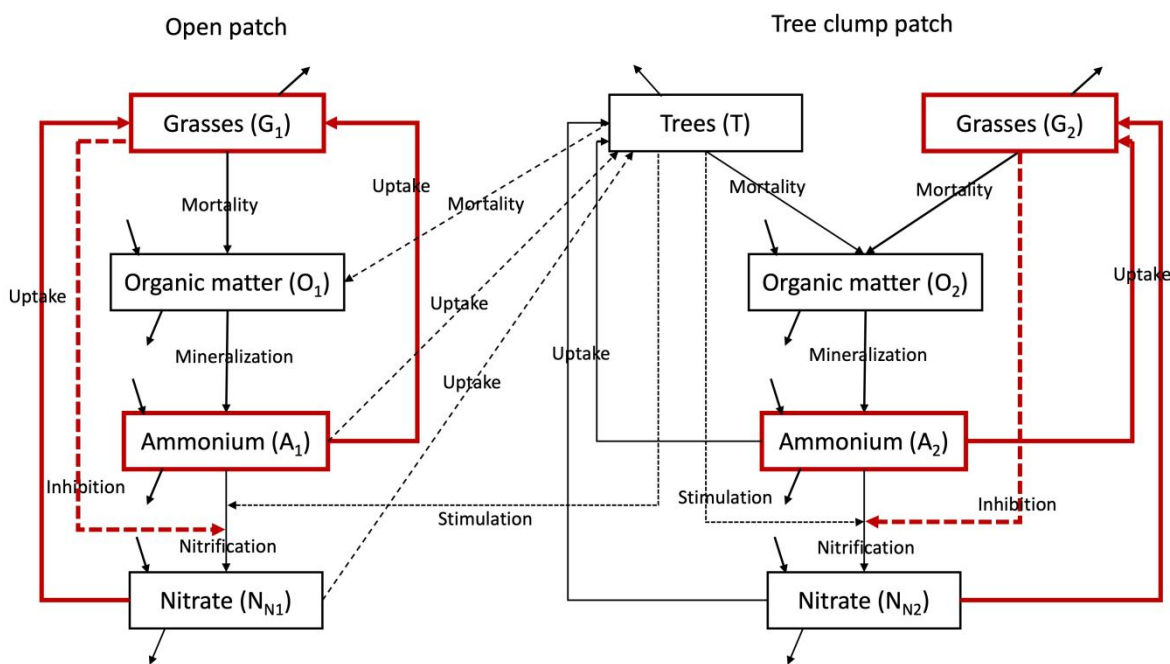 Open patch
Tree clump patch
Grasses (G1)
Trees (T)
Grasses (G2)
Uptake
Mortality
Mortality
Mortality
Mortality
Organic matter (O1)
Organic matter (O2)
Uptake
Uptake
Uptake
Mineralization
Uptake
Mineralization
Uptake
Ammonium (A1)
Ammonium (A2)
Inhibition
Stimulation
Stimulation
Inhibition
Nitrification
Nitrification
Nitrate (NN1)
Nitrate (NN2)